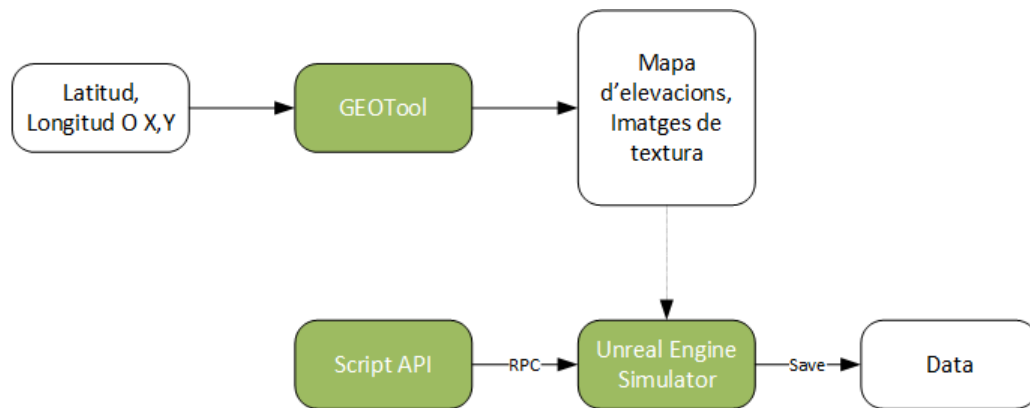 Latitud,
Longitud O X,Y
GEOTool
Mapa
d’elevacions,
Imatges de
textura
Script API
RPC
Unreal Engine
Simulator
Save
Data